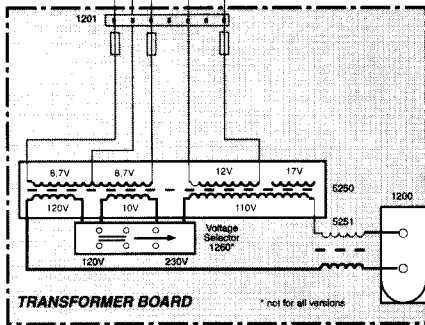 1201
6,7V 6,7V 12V 17V
5250
120V 10V 110V
5251
1200
Voltage
Selector
1260*
120V 230V
TRANSFORMER BOARD
* not for all versions